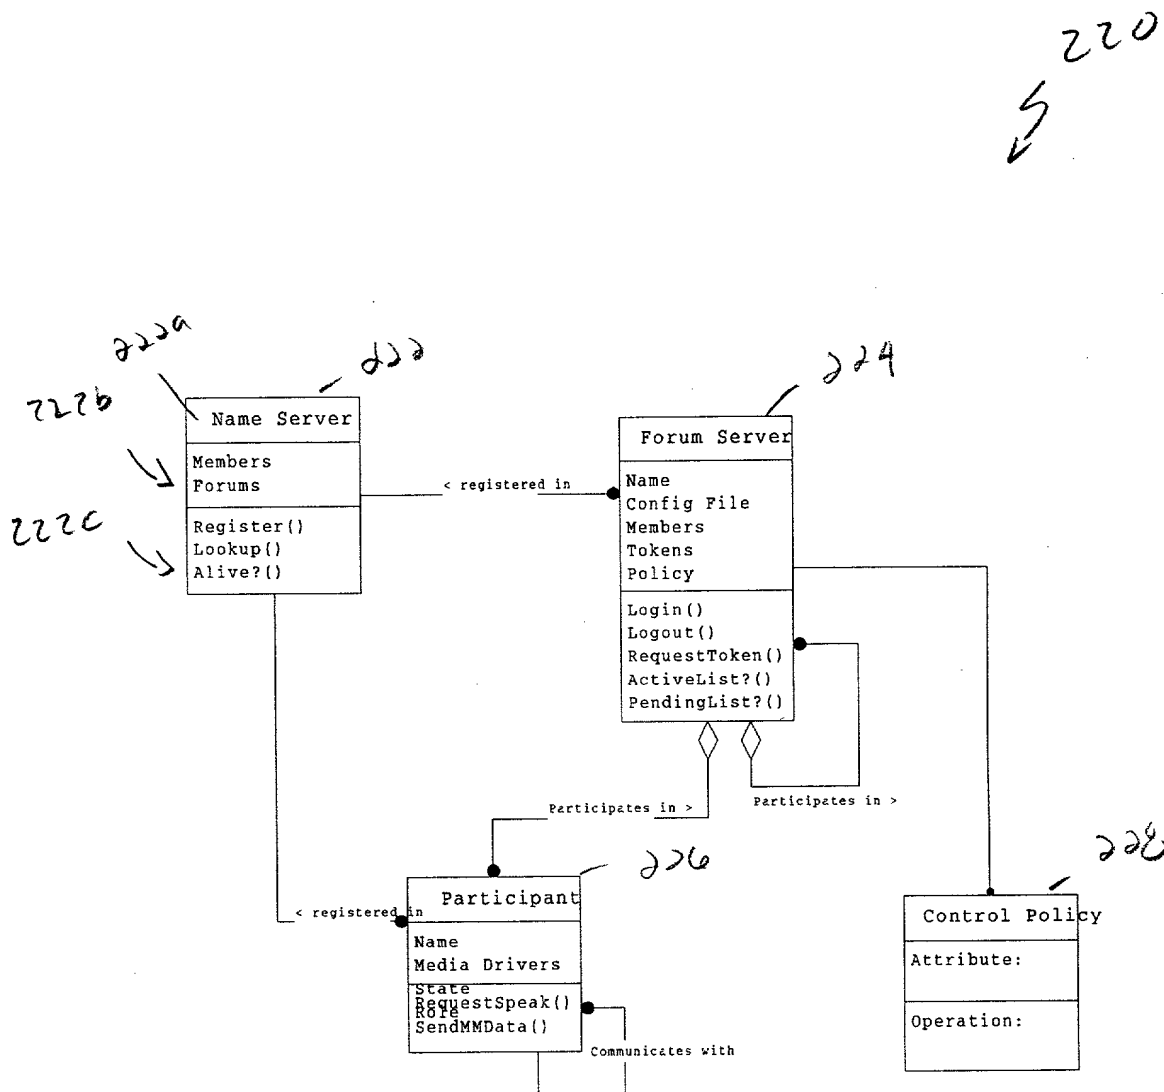 220
222a
222
222b
222c
Name Server
Members
Forums
Register()
Lookup()
Alive?()
< registered in
224
Forum Server
Name
Config File
Members
Tokens
Policy
Login()
Logout()
RequestToken()
ActiveList?()
PendingList?()
Participates in >
Participates in >
< registered in
226
Participant
Name
Media Drivers
State
Role
RequestSpeak()
SendMMData()
Communicates with
228
Control Policy
Attribute:
Operation: